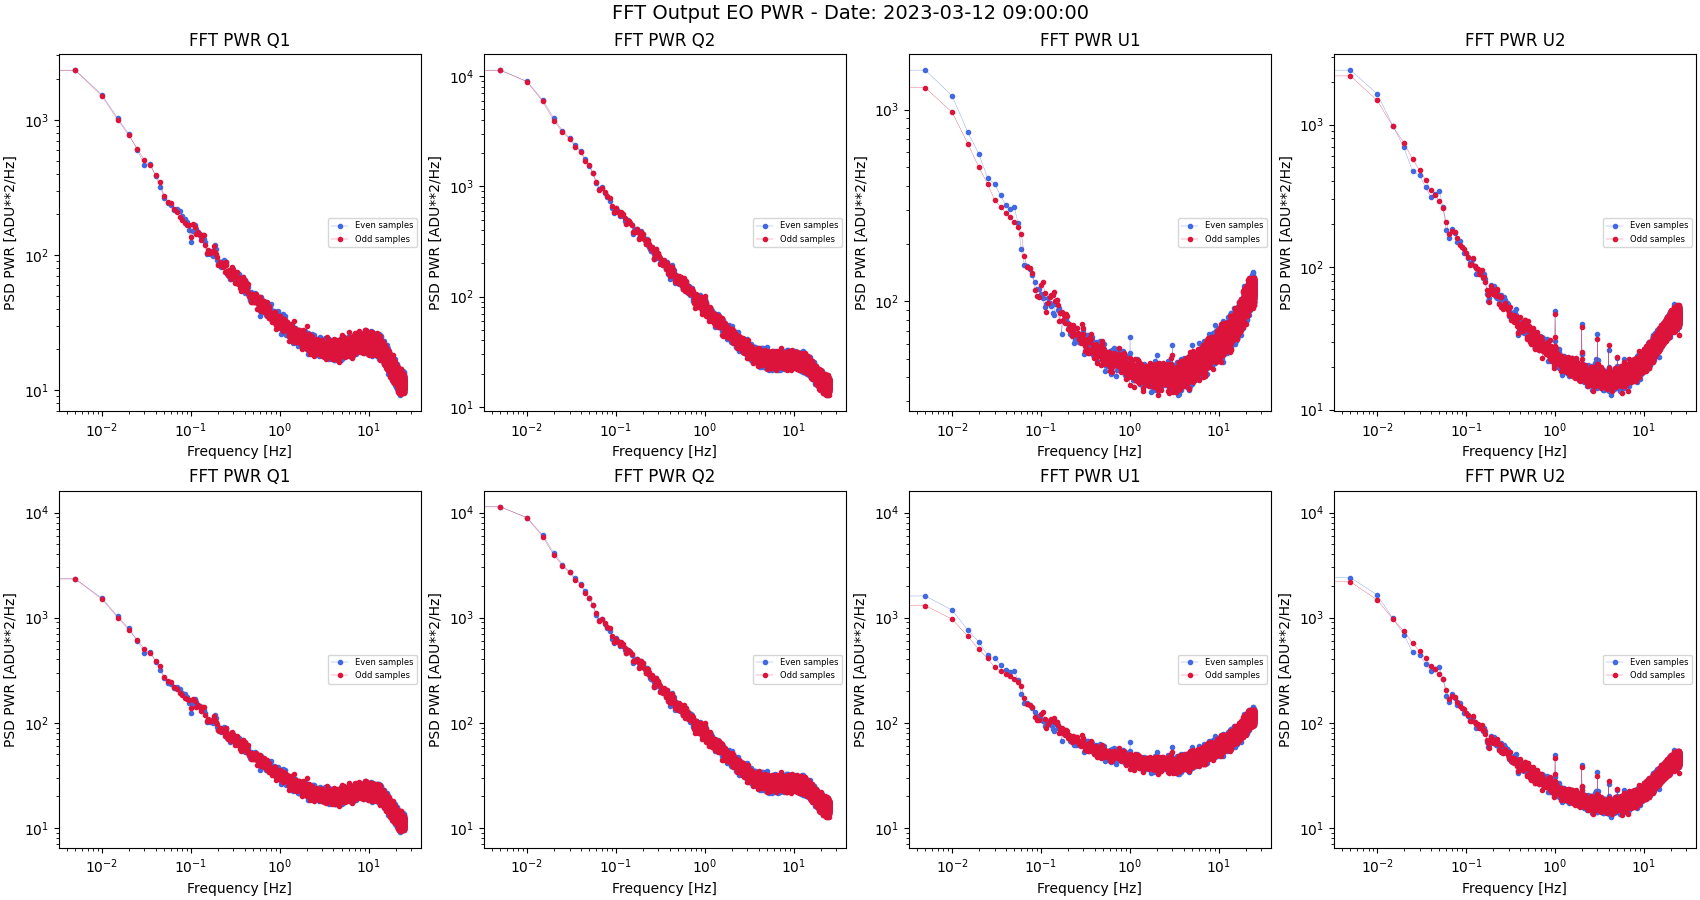 FFT Output EO PWR - Date: 2023-03-12 09:00:00
FFT PWR Q1
PSD PWR [ADU**2/Hz]
10^3
10^2
10^1
Even samples
Odd samples
10^-2 10^-1 10^0 10^1
Frequency [Hz]
FFT PWR Q2
PSD PWR [ADU**2/Hz]
10^4
10^3
10^2
10^1
Even samples
Odd samples
10^-2 10^-1 10^0 10^1
Frequency [Hz]
FFT PWR U1
PSD PWR [ADU**2/Hz]
10^3
10^2
Even samples
Odd samples
10^-2 10^-1 10^0 10^1
Frequency [Hz]
FFT PWR U2
PSD PWR [ADU**2/Hz]
10^3
10^2
10^1
Even samples
Odd samples
10^-2 10^-1 10^0 10^1
Frequency [Hz]
FFT PWR Q1
PSD PWR [ADU**2/Hz]
10^4
10^3
10^2
10^1
Even samples
Odd samples
10^-2 10^-1 10^0 10^1
Frequency [Hz]
FFT PWR Q2
PSD PWR [ADU**2/Hz]
10^4
10^3
10^2
10^1
Even samples
Odd samples
10^-2 10^-1 10^0 10^1
Frequency [Hz]
FFT PWR U1
PSD PWR [ADU**2/Hz]
10^4
10^3
10^2
10^1
Even samples
Odd samples
10^-2 10^-1 10^0 10^1
Frequency [Hz]
FFT PWR U2
PSD PWR [ADU**2/Hz]
10^4
10^3
10^2
10^1
Even samples
Odd samples
10^-2 10^-1 10^0 10^1
Frequency [Hz]